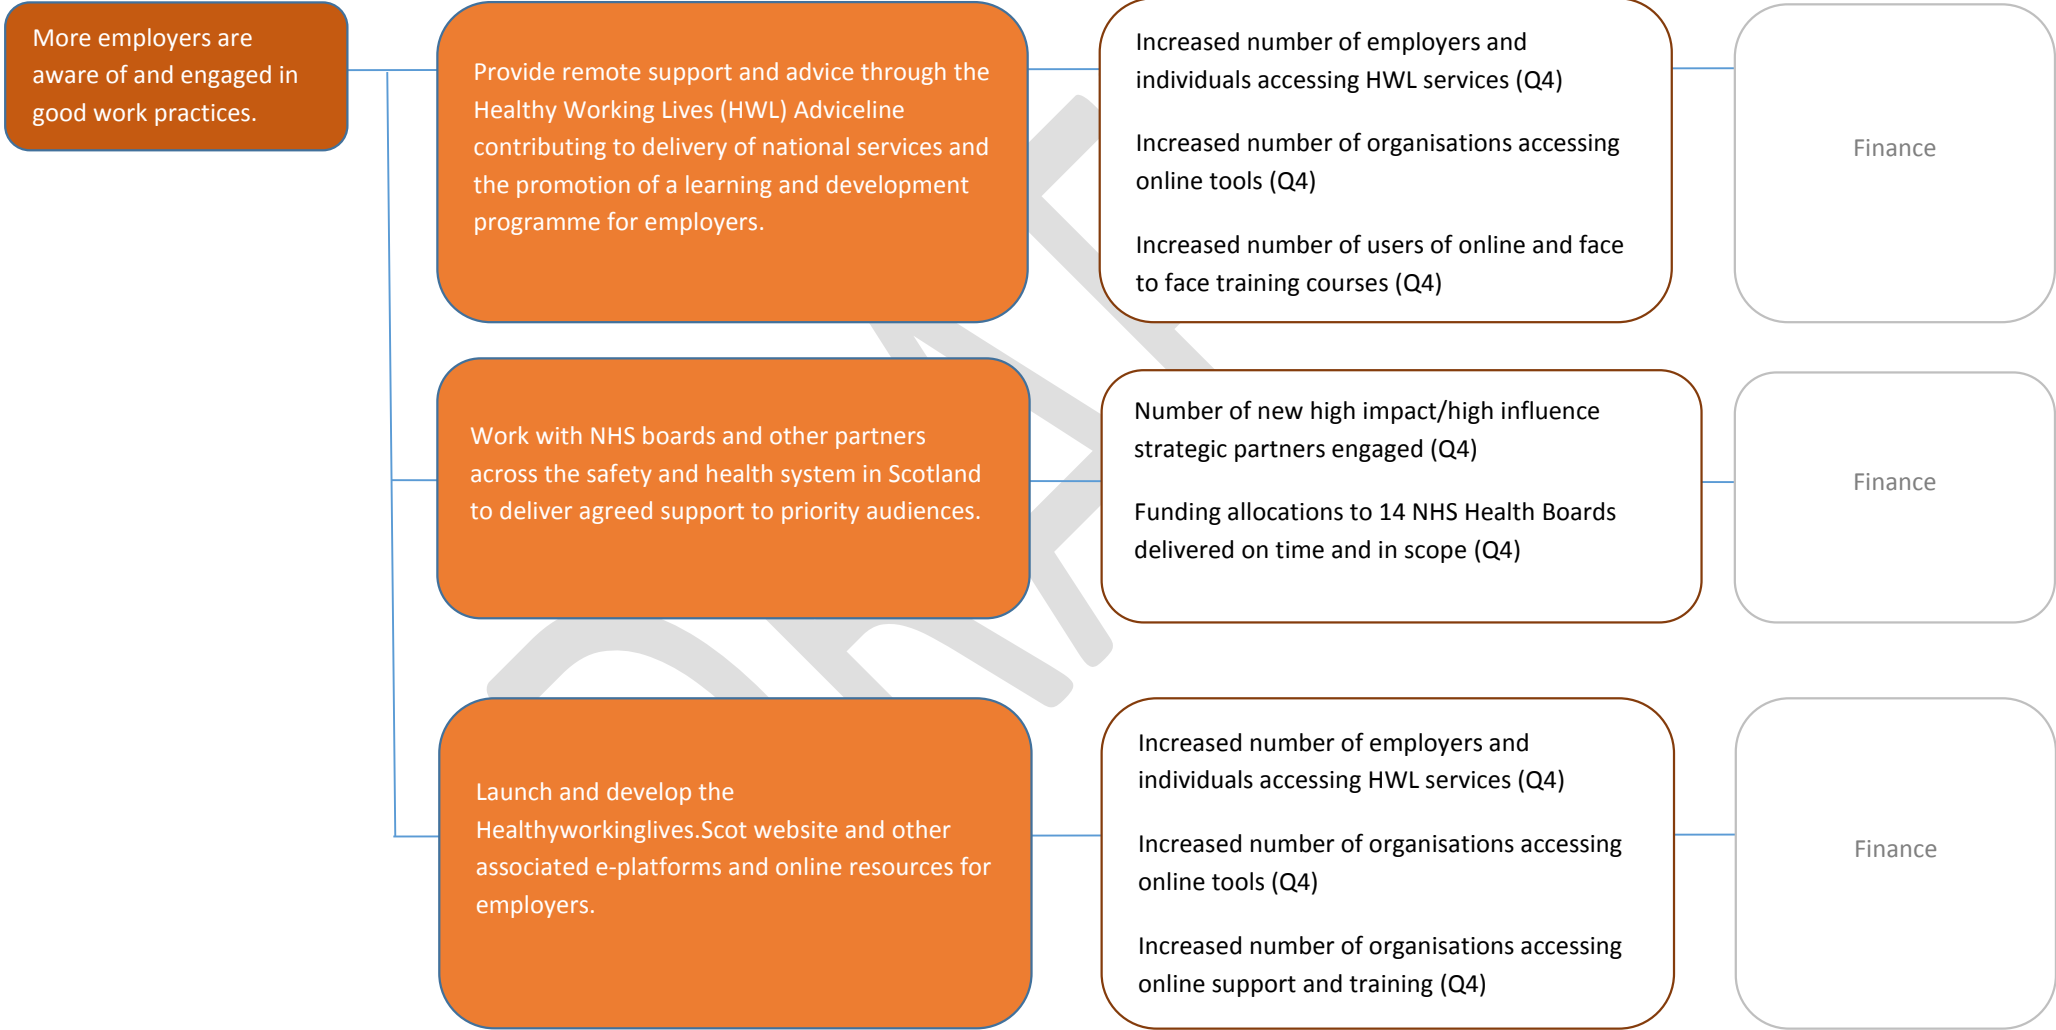 More employers are
aware of and engaged in
good work practices.
Provide remote support and advice through the
Healthy Working Lives (HWL) Adviceline
contributing to delivery of national services and
the promotion of a learning and development
programme for employers.
Increased number of employers and
individuals accessing HWL services (Q4)
Increased number of organisations accessing
online tools (Q4)
Increased number of users of online and face
to face training courses (Q4)
Finance
Work with NHS boards and other partners
across the safety and health system in Scotland
to deliver agreed support to priority audiences.
Number of new high impact/high influence
strategic partners engaged (Q4)
Funding allocations to 14 NHS Health Boards
delivered on time and in scope (Q4)
Finance
Launch and develop the
Healthyworkinglives.Scot website and other
associated e-platforms and online resources for
employers.
Increased number of employers and
individuals accessing HWL services (Q4)
Increased number of organisations accessing
online tools (Q4)
Increased number of organisations accessing
online support and training (Q4)
Finance
DRAFT